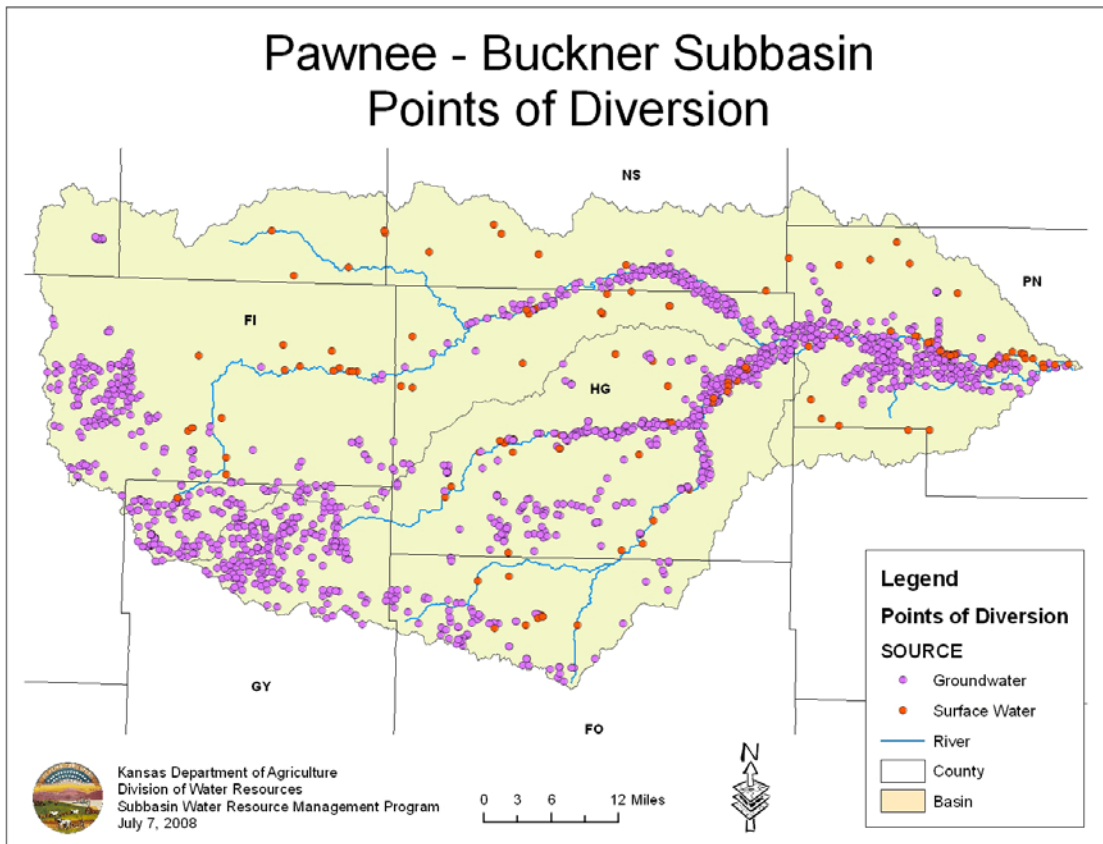 Pawnee - Buckner Subbasin
Points of Diversion
NS
PN
FI
HG
GY
FO
Legend
Points of Diversion
SOURCE
Groundwater
Surface Water
River
County
Basin
Kansas Department of Agriculture
Division of Water Resources
Subbasin Water Resource Management Program
July 7, 2008
0 3 6 12 Miles
N